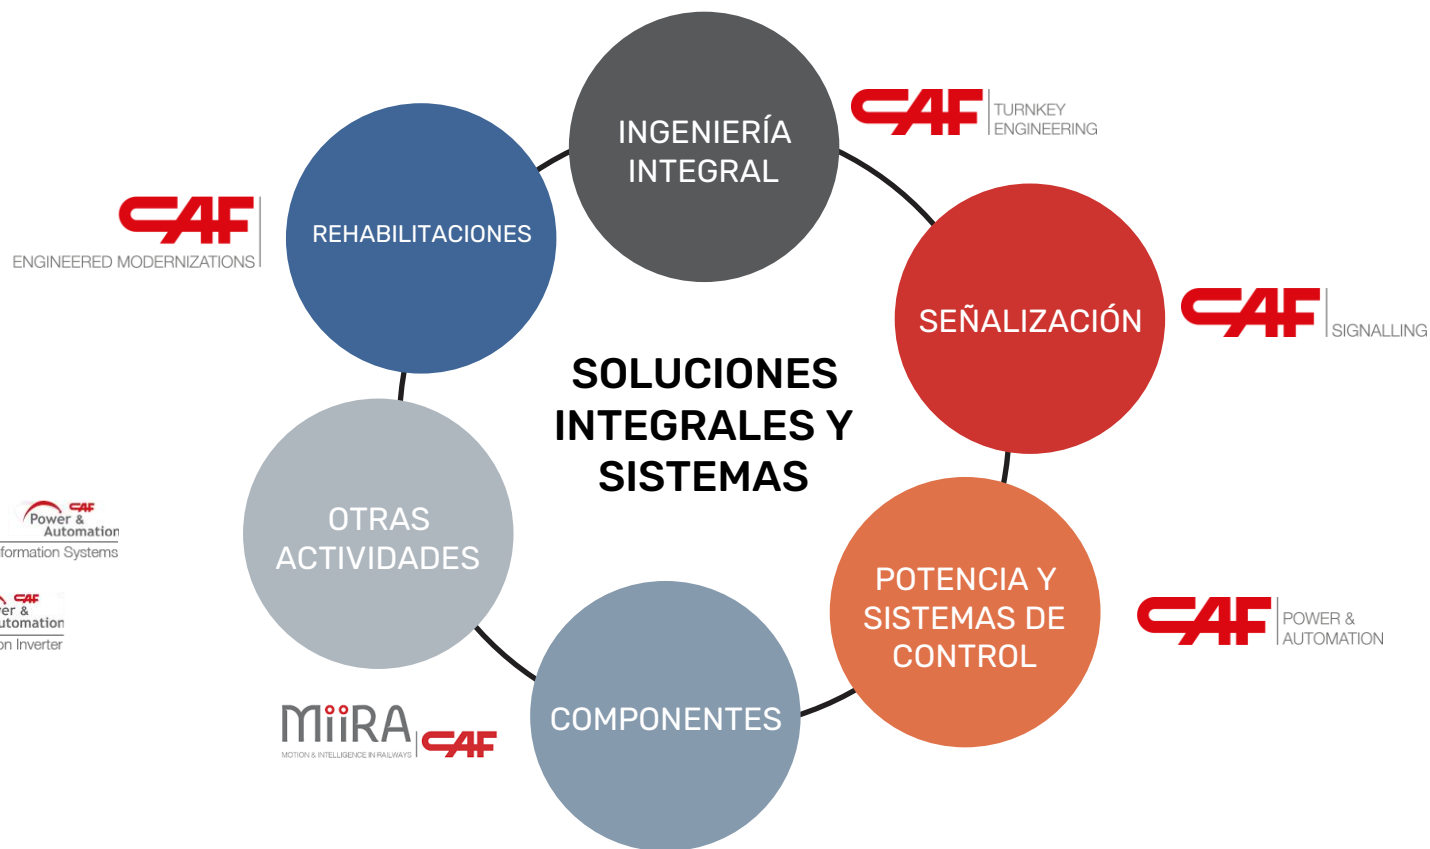 INGENIERÍA
INTEGRAL
CAF
TURNKEY
ENGINEERING
REHABILITACIONES
CAF
ENGINEERED MODERNIZATIONS
SEÑALIZACIÓN
CAF
SIGNALLING
SOLUCIONES
INTEGRALES Y
SISTEMAS
OTRAS
ACTIVIDADES
CAF
Power &
Automation
formation Systems
CAF
er &
utomation
on Inverter
POTENCIA Y
SISTEMAS DE
CONTROL
CAF
POWER &
AUTOMATION
COMPONENTES
MiiRA
MOTION & INTELLIGENCE IN RAILWAYS
CAF